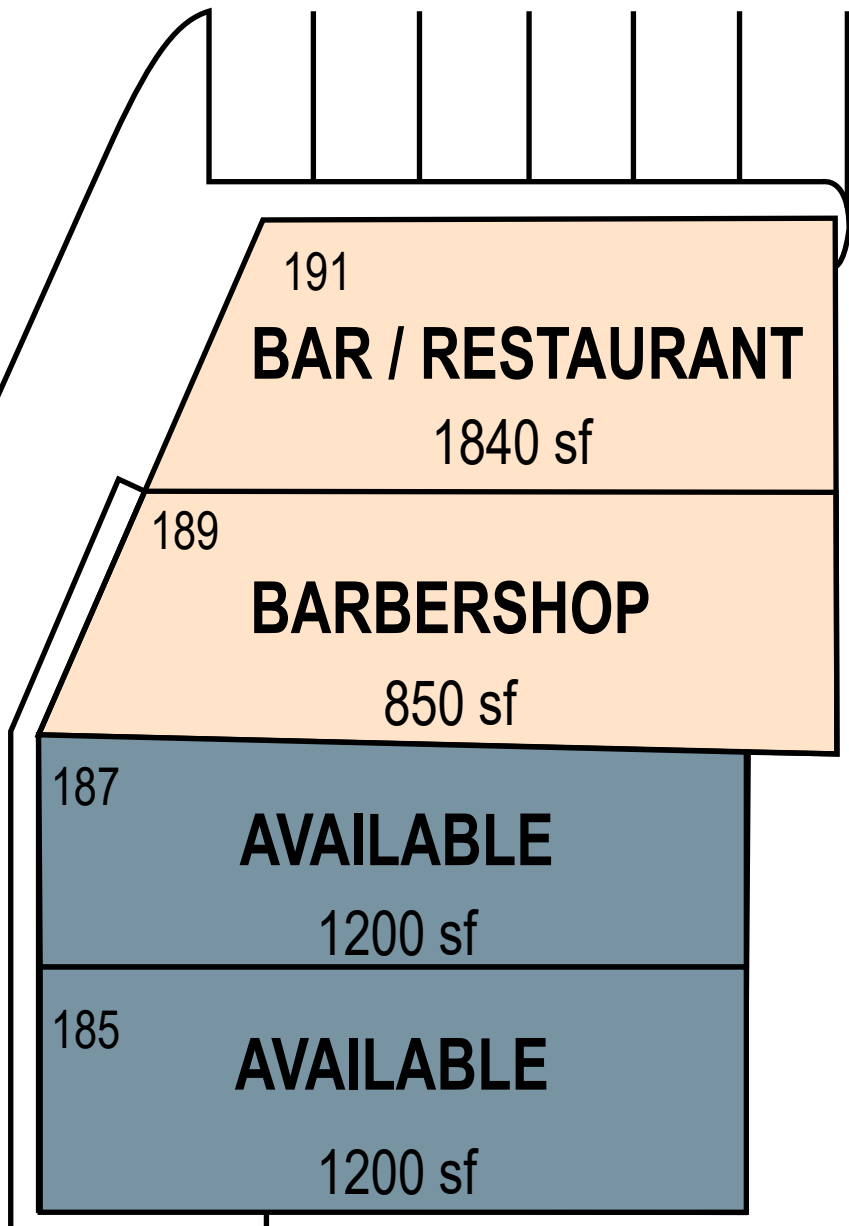 191
BAR / RESTAURANT
1840 sf
189
BARBERSHOP
850 sf
187
AVAILABLE
1200 sf
185
AVAILABLE
1200 sf